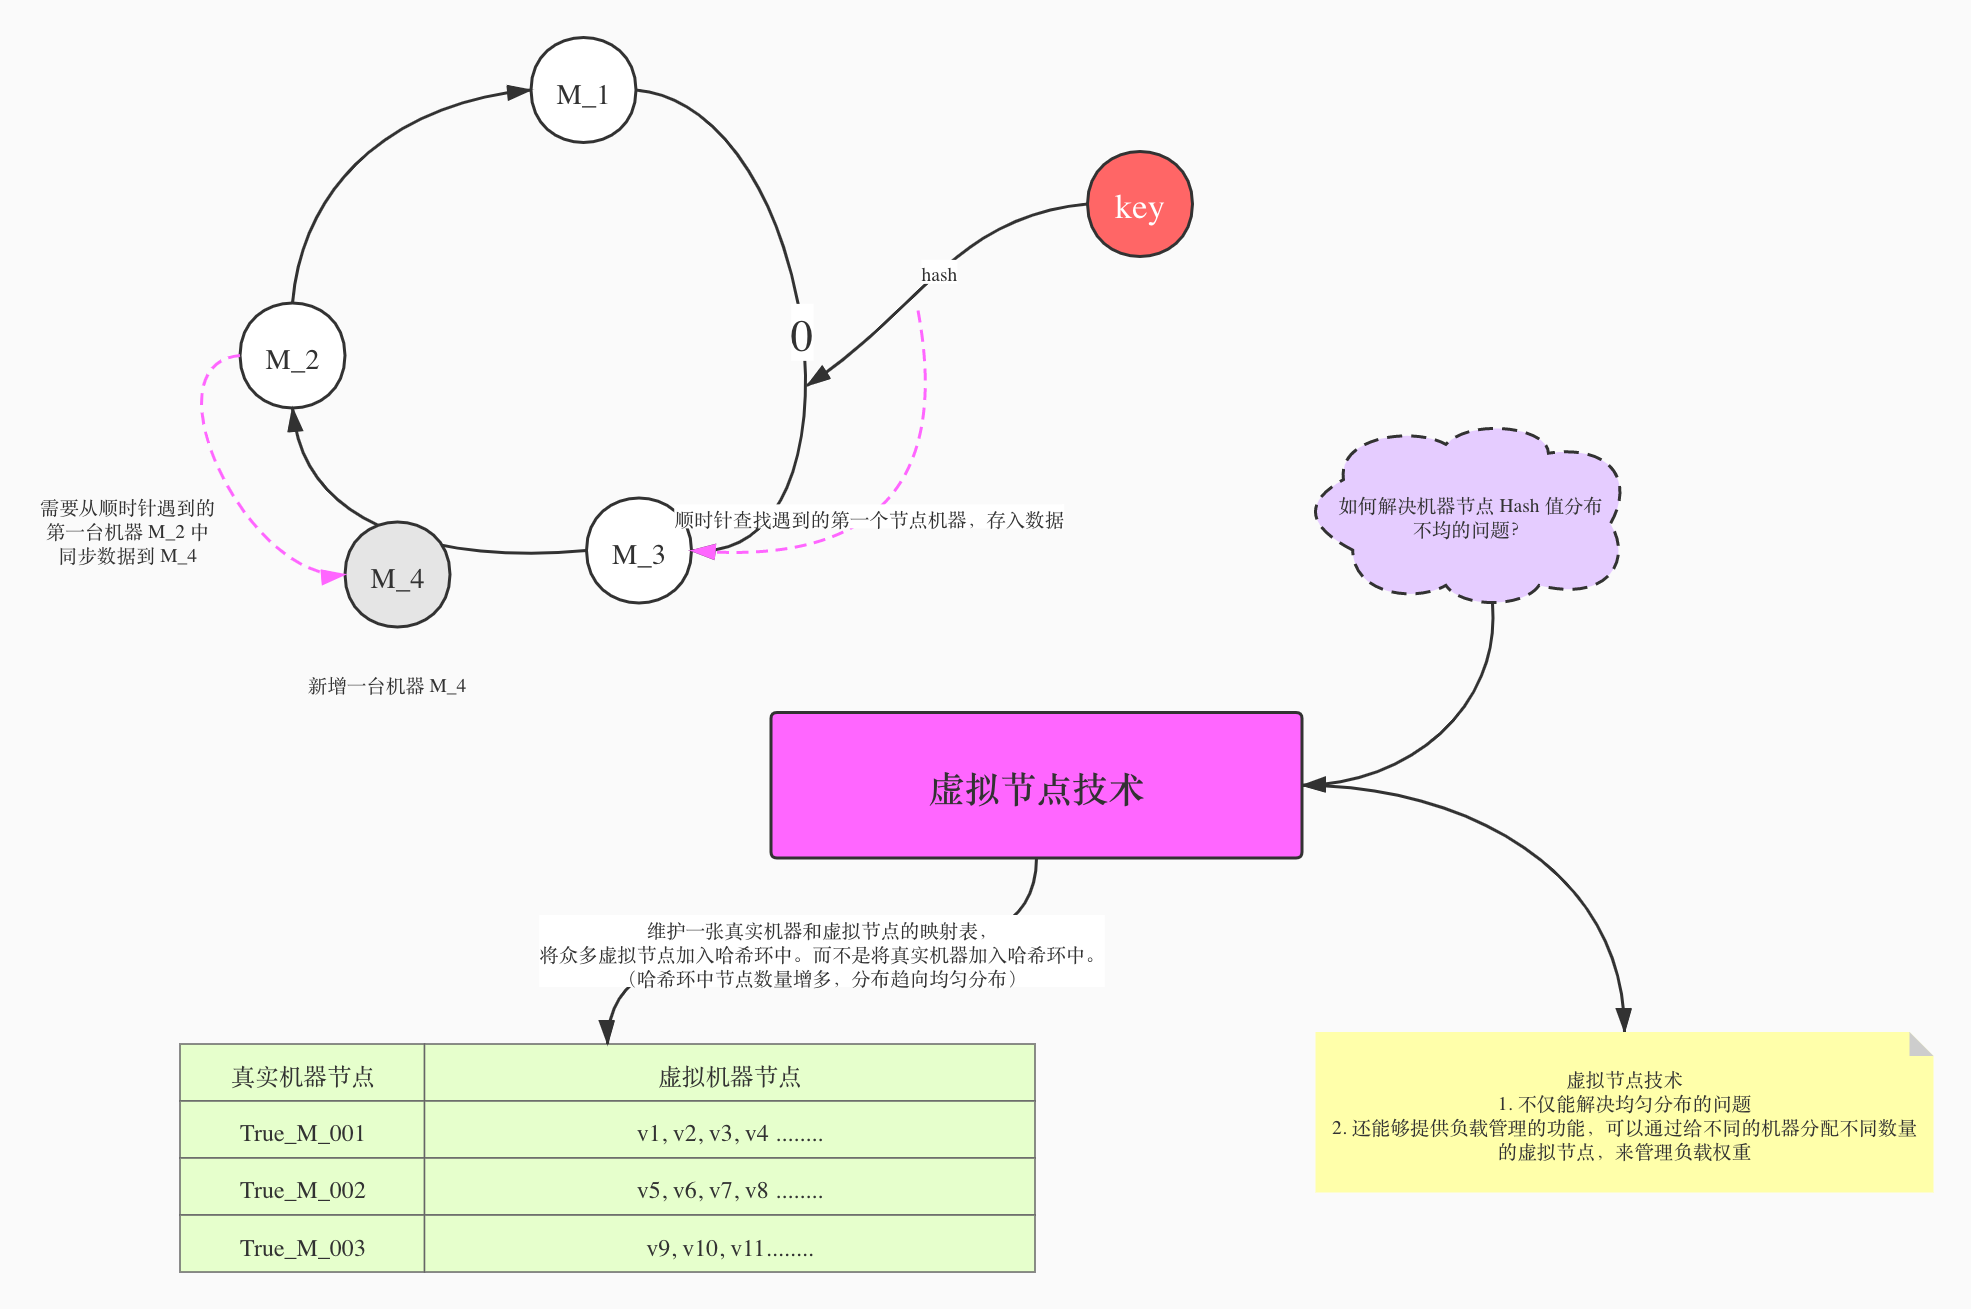 M_1
key
hash
0
M_2
需要从顺时针遇到的
第一台机器 M_2 中
同步数据到 M_4
M_4
M_3
顺时针查找遇到的第一个节点机器，存入数据
新增一台机器 M_4
如何解决机器节点 Hash 值分布
不均的问题？
虚拟节点技术
维护一张真实机器和虚拟节点的映射表，
将众多虚拟节点加入哈希环中。而不是将真实机器加入哈希环中。
（哈希环中节点数量增多，分布趋向均匀分布）
真实机器节点 虚拟机器节点
True_M_001 v1, v2, v3, v4 ........
True_M_002 v5, v6, v7, v8 ........
True_M_003 v9, v10, v11........
虚拟节点技术
1. 不仅能解决均匀分布的问题
2. 还能够提供负载管理的功能，可以通过给不同的机器分配不同数量
的虚拟节点，来管理负载权重